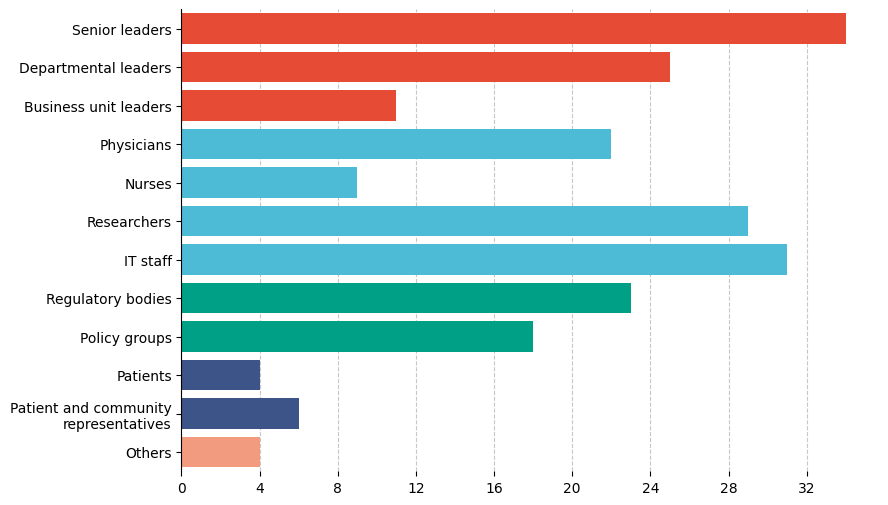 Senior leaders
Departmental leaders
Business unit leaders
Physicians
Nurses
Researchers
IT staff
Regulatory bodies
Policy groups
Patients
Patient and community
representatives
Others
0 4 8 12 16 20 24 28 32